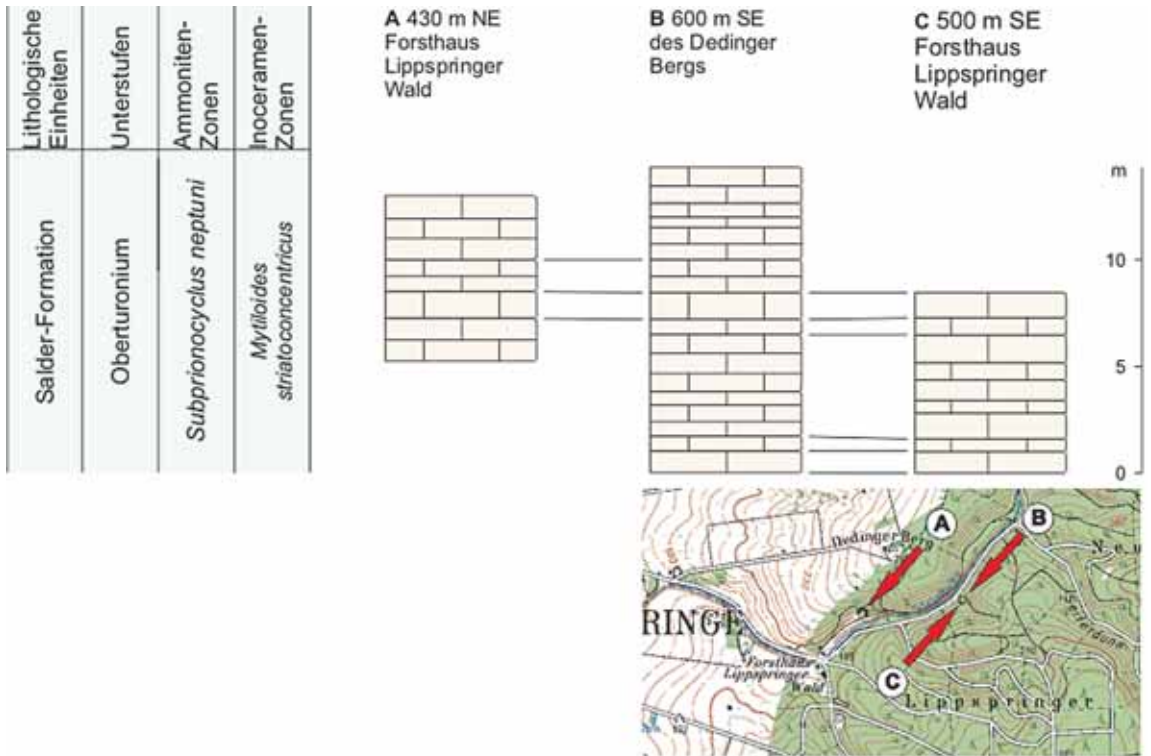 Lithologische
Einheiten
Unterstufen
Ammoniten-
Zonen
Inoceramen-
Zonen
Salder-Formation
Oberturonium
Subprionocyclus neptuni
Mytiloides
striatoconcentricus
A 430 m NE
Forsthaus
Lippspringer
Wald
B 600 m SE
des Dedinger
Bergs
C 500 m SE
Forsthaus
Lippspringer
Wald
m
10
5
0
A
B
Dedinger Berg
RINGE
Forsthaus
Lippspringer
Wald
C
Lippspringer